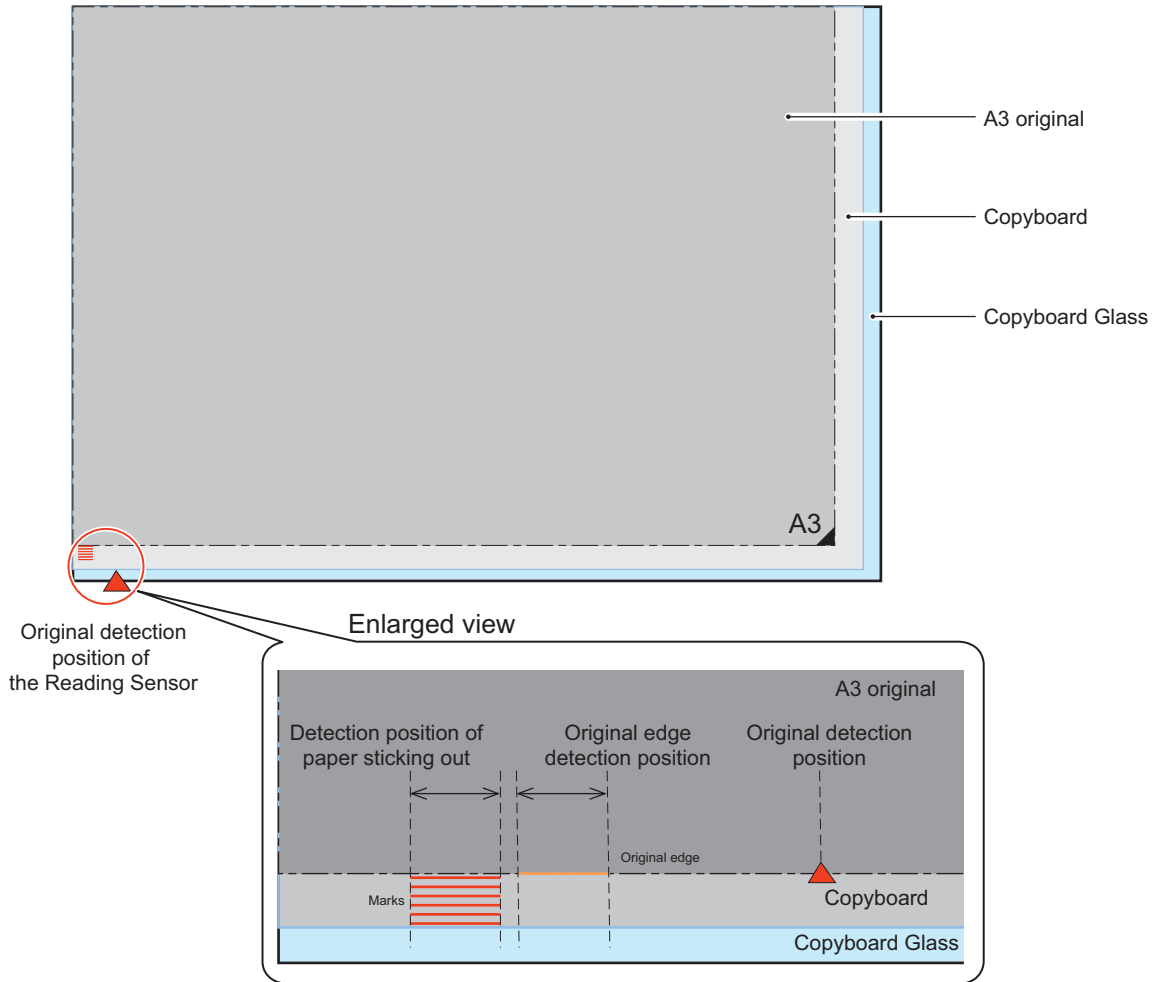 A3 original
Copyboard
Copyboard Glass
A3
Original detection
position of
the Reading Sensor
Enlarged view
A3 original
Detection position of
paper sticking out
Original edge
detection position
Original detection
position
Original edge
Marks
Copyboard
Copyboard Glass